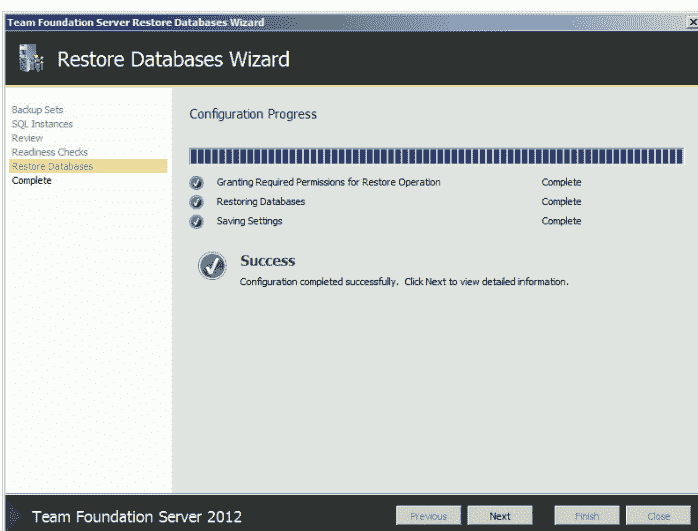 Team Foundation Server Restore Databases Wizard
Restore Databases Wizard
Backup Sets
SQL Instances
Review
Readiness Checks
Restore Databases
Complete
Configuration Progress
Granting Required Permissions for Restore Operation Complete
Restoring Databases Complete
Saving Settings Complete
Success
Configuration completed successfully. Click Next to view detailed information.
Team Foundation Server 2012
Previous Next Finish Close